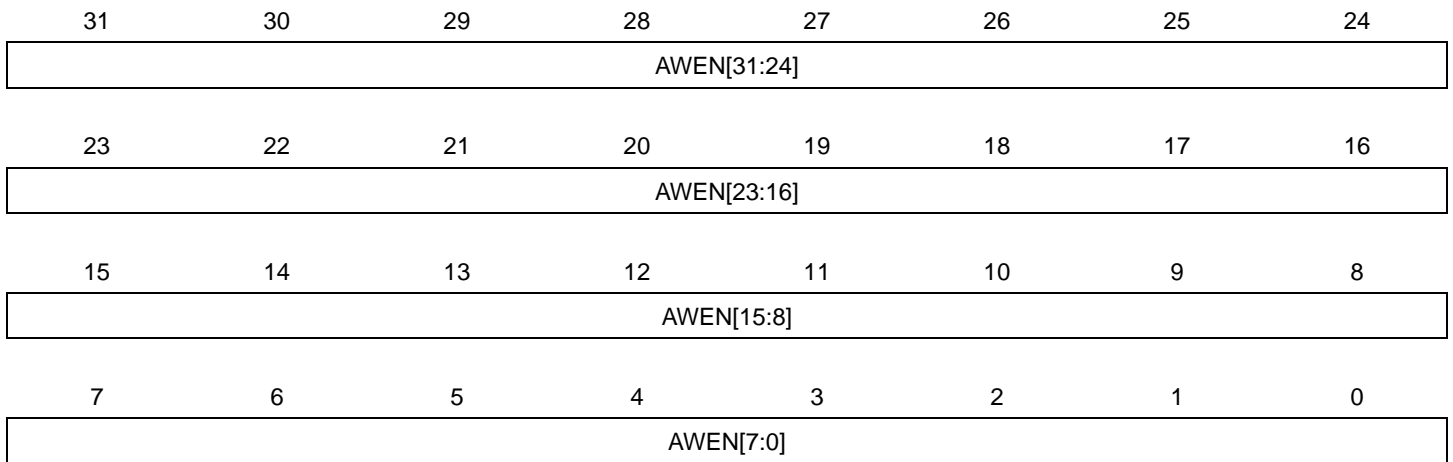 31 30 29 28 27 26 25 24
AWEN[31:24]
23 22 21 20 19 18 17 16
AWEN[23:16]
15 14 13 12 11 10 9 8
AWEN[15:8]
7 6 5 4 3 2 1 0
AWEN[7:0]